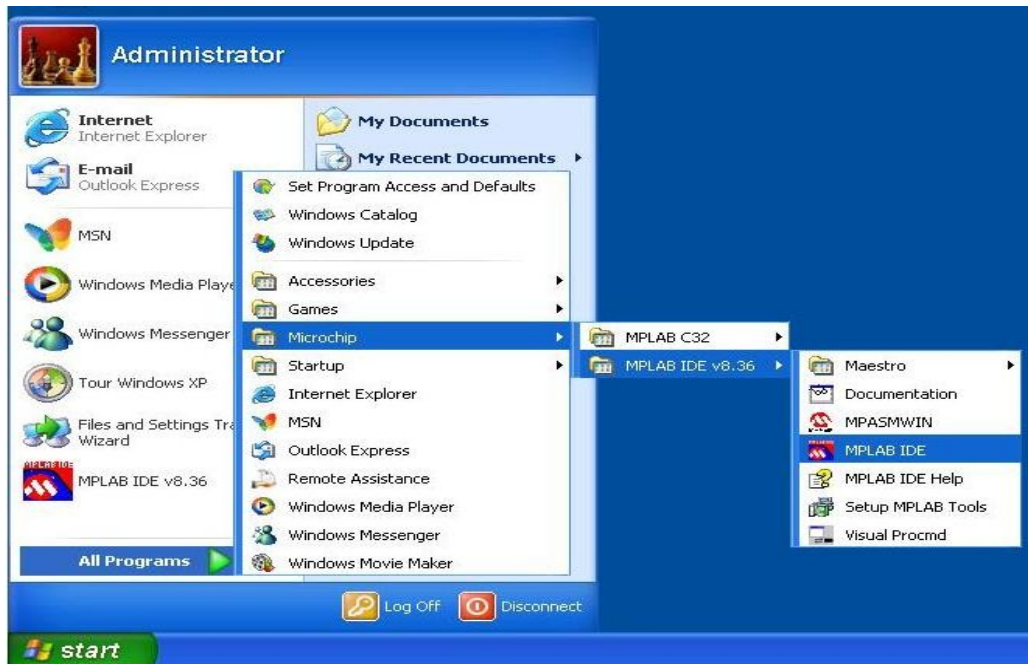 Administrator
Internet
Internet Explorer
E-mail
Outlook Express
MSN
Windows Media Playe
Windows Messenger
Tour Windows XP
Files and Settings Tra
Wizard
MPLAB IDE v8.36
All Programs
My Documents
My Recent Documents
Set Program Access and Defaults
Windows Catalog
Windows Update
Accessories
Games
Microchip
Startup
Internet Explorer
MSN
Outlook Express
Remote Assistance
Windows Media Player
Windows Messenger
Windows Movie Maker
MPLAB C32
MPLAB IDE v8.36
Maestro
Documentation
MPASMWIN
MPLAB IDE
MPLAB IDE Help
Setup MPLAB Tools
Visual Procmd
Log Off
Disconnect
start